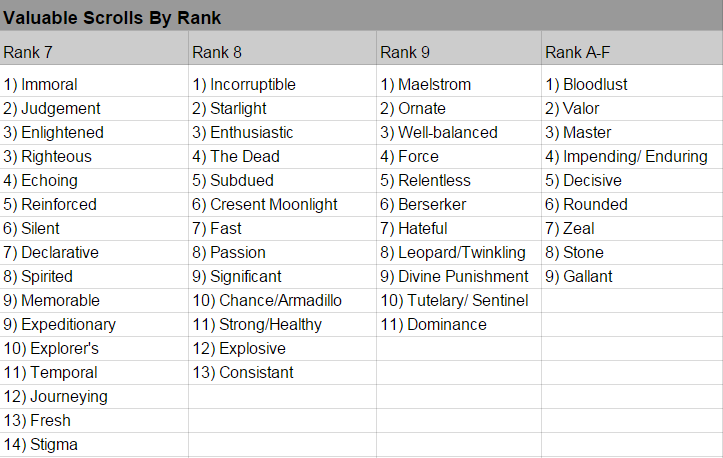 Valuable Scrolls By Rank
Rank 7 Rank 8 Rank 9 Rank A-F
1) Immoral 1) Incorruptible 1) Maelstrom 1) Bloodlust
2) Judgement 2) Starlight 2) Ornate 2) Valor
3) Enlightened 3) Enthusiastic 3) Well-balanced 3) Master
3) Righteous 4) The Dead 4) Force 4) Impending/ Enduring
4) Echoing 5) Subdued 5) Relentless 5) Decisive
5) Reinforced 6) Cresent Moonlight 6) Berserker 6) Rounded
6) Silent 7) Fast 7) Hateful 7) Zeal
7) Declarative 8) Passion 8) Leopard/Twinkling 8) Stone
8) Spirited 9) Significant 9) Divine Punishment 9) Gallant
9) Memorable 10) Chance/Armadillo 10) Tutelary/ Sentinel
9) Expeditionary 11) Strong/Healthy 11) Dominance
10) Explorer's 12) Explosive
11) Temporal 13) Consistant
12) Journeying
13) Fresh
14) Stigma